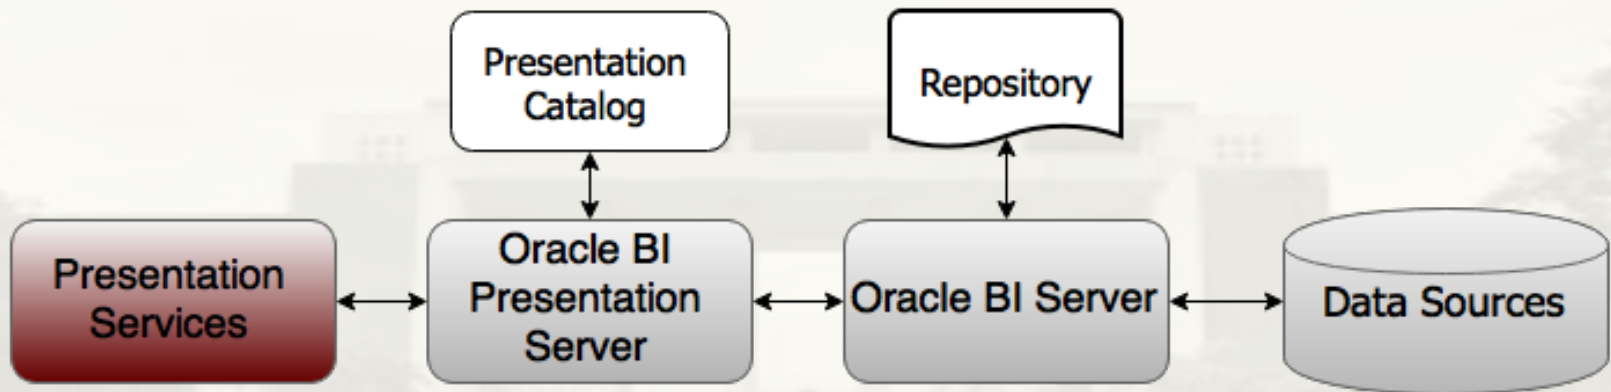 Presentation
Catalog
Repository
Presentation
Services
Oracle BI
Presentation
Server
Oracle BI Server
Data Sources